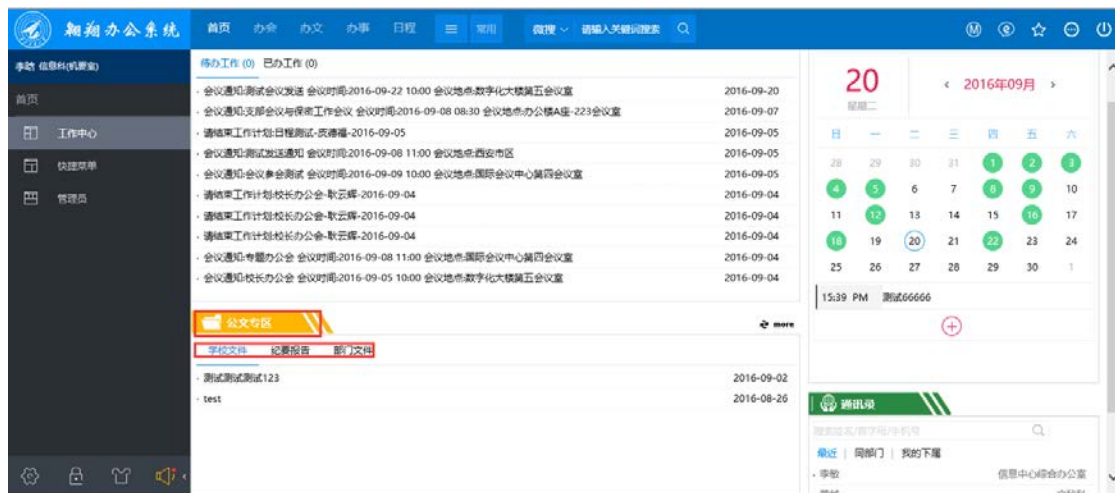 翱翔办公系统 首页 办会 办文 办事 日程 常用 微搜 请输入关键词搜索
信息科(机要室)
首页
工作中心
快捷菜单
管理员
待办工作 (0) 已办工作 (0)
· 会议通知:测试会议发送 会议时间:2016-09-22 10:00 会议地点:数字化大楼第五会议室 2016-09-20
· 会议通知:支部会议与保密工作会议 会议时间:2016-09-08 08:30 会议地点:办公楼A座-223会议室 2016-09-07
· 请结束工作计划:日程测试-庞德福-2016-09-05 2016-09-05
· 会议通知:测试发送通知 会议时间:2016-09-08 11:00 会议地点:西安市区 2016-09-05
· 会议通知:会议参会测试 会议时间:2016-09-09 10:00 会议地点:国际会议中心第四会议室 2016-09-05
· 请结束工作计划:校长办公会-耿云辉-2016-09-04 2016-09-04
· 请结束工作计划:校长办公会-耿云辉-2016-09-04 2016-09-04
· 请结束工作计划:校长办公会-耿云辉-2016-09-04 2016-09-04
· 会议通知:专题办公会 会议时间:2016-09-08 11:00 会议地点:国际会议中心第四会议室 2016-09-04
· 会议通知:校长办公会 会议时间:2016-09-05 10:00 会议地点:数字化大楼第五会议室 2016-09-04
公文专区 more
学校文件 纪要报告 部门文件
· 测试测试测试123 2016-09-02
· test 2016-08-26
20
星期二
‹ 2016年09月 ›
日 一 二 三 四 五 六
28 29 30 31 1 2 3
4 5 6 7 8 9 10
11 12 13 14 15 16 17
18 19 20 21 22 23 24
25 26 27 28 29 30 1
15:39 PM 测试66666
通讯录
搜索姓名/首字母/手机号
最近 | 同部门 | 我的下属
· 李敏 信息中心综合办公室